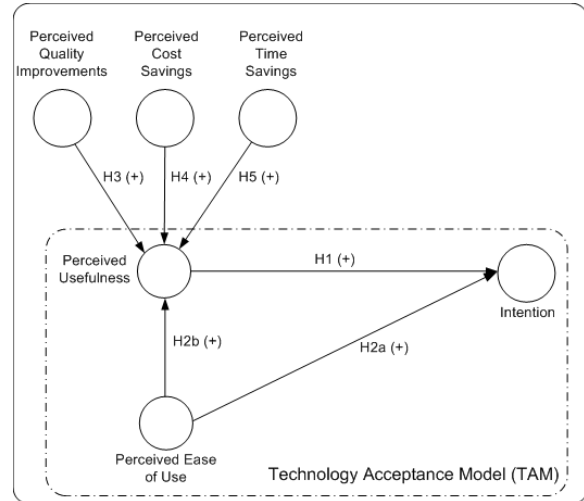 Perceived
Quality
Improvements
Perceived
Cost
Savings
Perceived
Time
Savings
H3 (+)
H4 (+)
H5 (+)
Perceived
Usefulness
H1 (+)
Intention
H2b (+)
H2a (+)
Perceived Ease
of Use
Technology Acceptance Model (TAM)